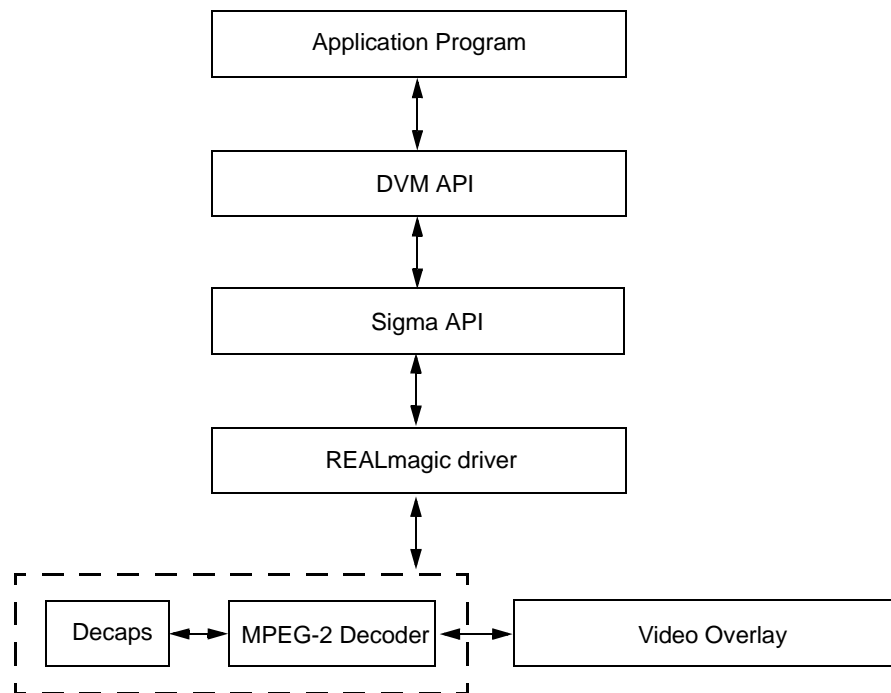 Application Program
DVM API
Sigma API
REALmagic driver
Decaps
MPEG-2 Decoder
Video Overlay